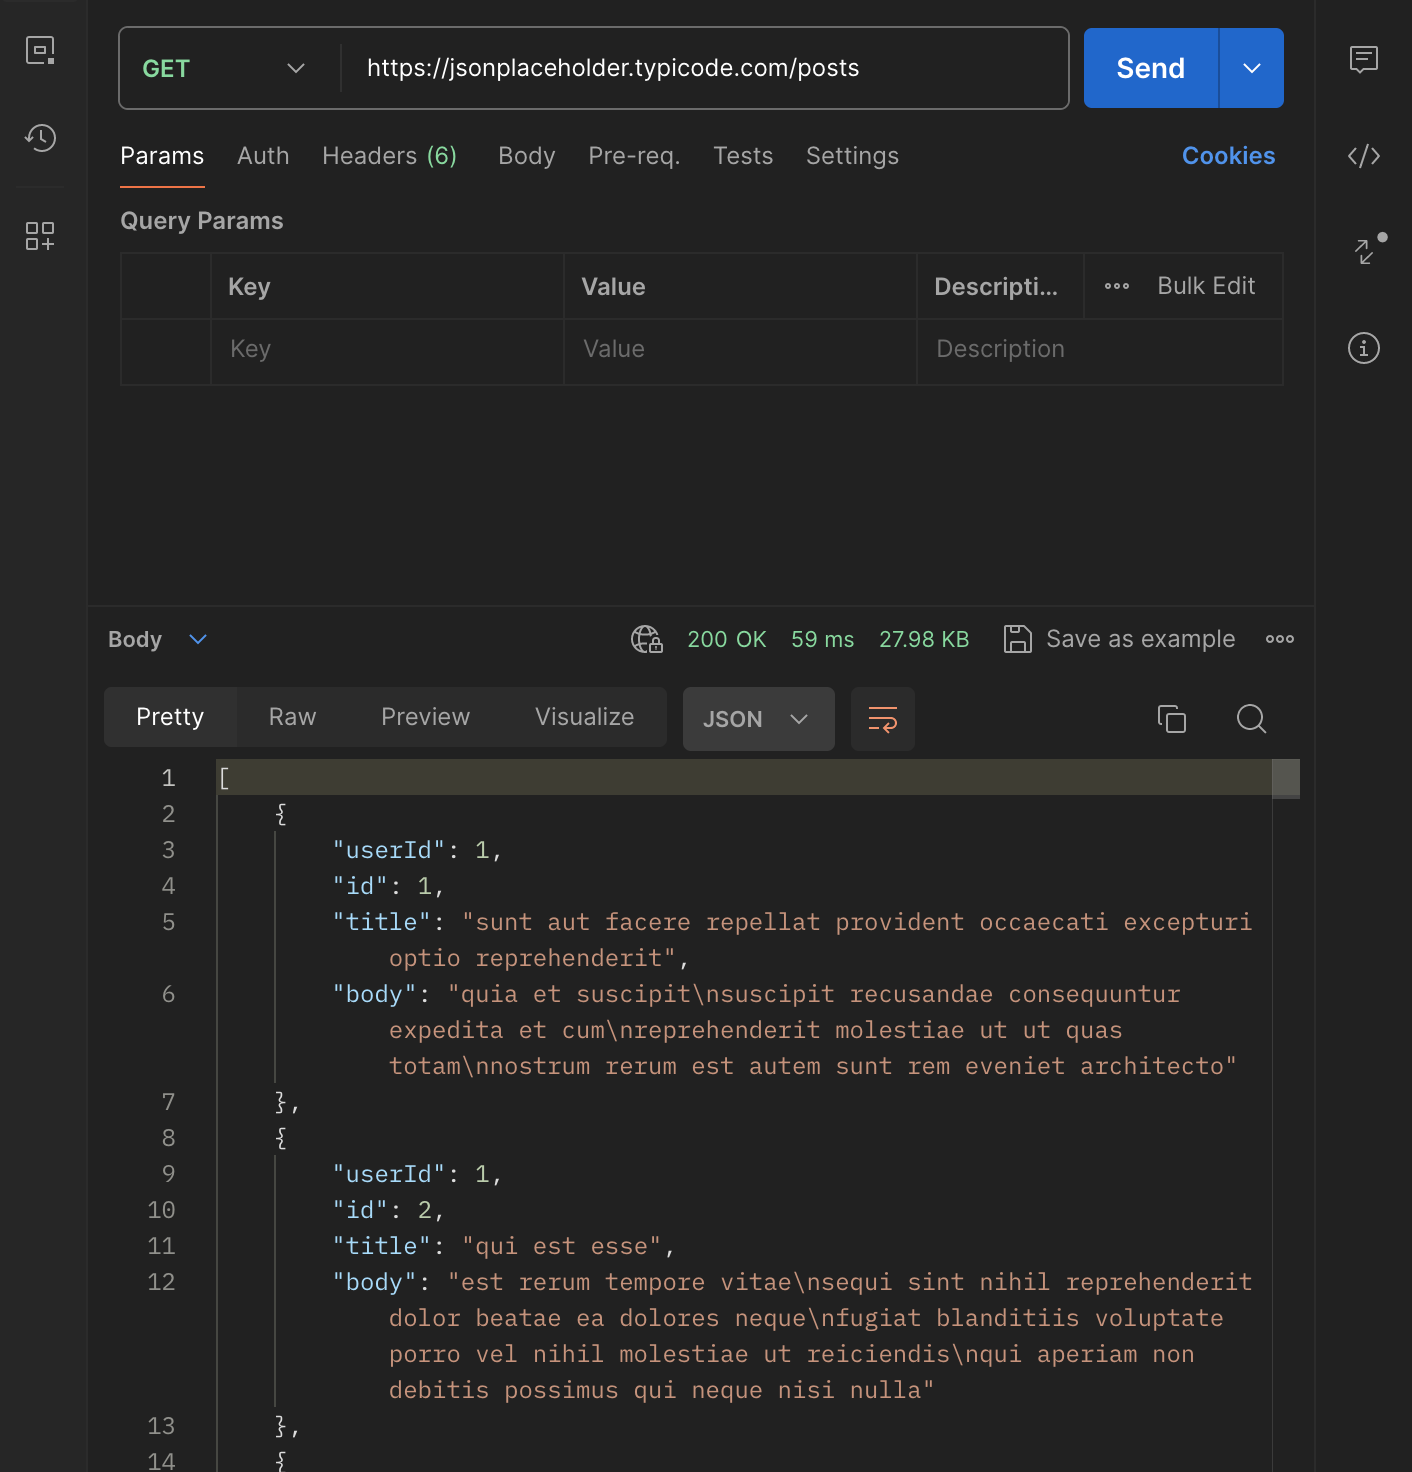 GET https://jsonplaceholder.typicode.com/posts Send
Params Auth Headers (6) Body Pre-req. Tests Settings Cookies
Query Params
Key Value Descripti... Bulk Edit
Key Value Description
Body 200 OK 59 ms 27.98 KB Save as example
Pretty Raw Preview Visualize JSON
1 [
2 {
3 "userId": 1,
4 "id": 1,
5 "title": "sunt aut facere repellat provident occaecati excepturi
optio reprehenderit",
6 "body": "quia et suscipit\nsuscipit recusandae consequuntur
expedita et cum\nreprehenderit molestiae ut ut quas
totam\nnostrum rerum est autem sunt rem eveniet architecto"
7 },
8 {
9 "userId": 1,
10 "id": 2,
11 "title": "qui est esse",
12 "body": "est rerum tempore vitae\nsequi sint nihil reprehenderit
dolor beatae ea dolores neque\nfugiat blanditiis voluptate
porro vel nihil molestiae ut reiciendis\nqui aperiam non
debitis possimus qui neque nisi nulla"
13 },
14 {